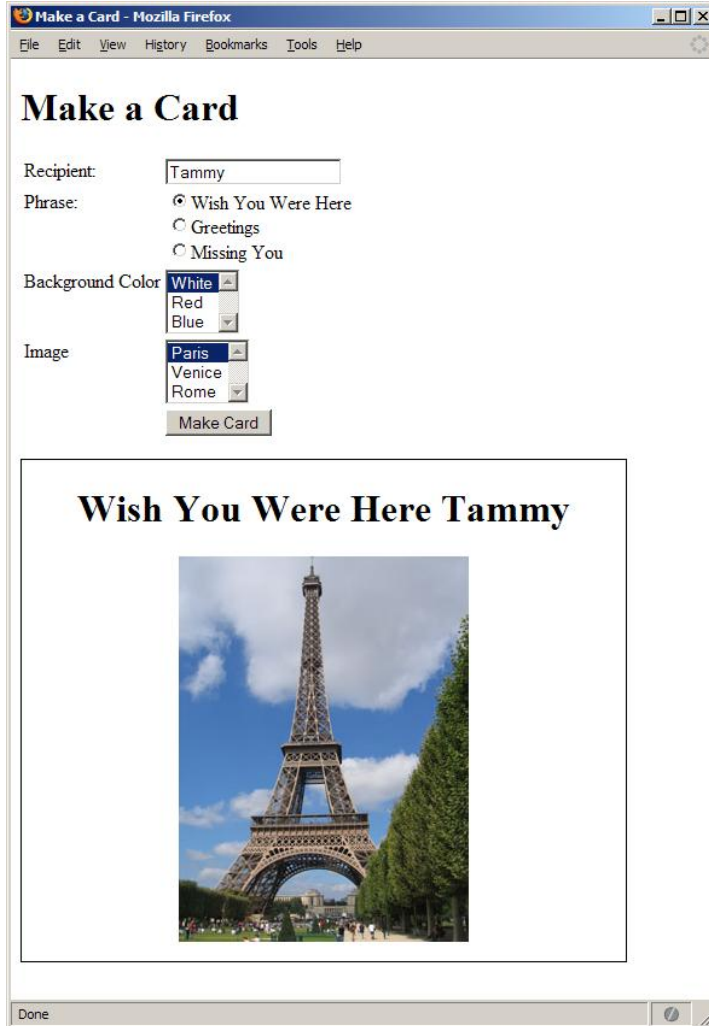 Make a Card - Mozilla Firefox
File Edit View History Bookmarks Tools Help
Make a Card
Recipient: Tammy
Phrase: Wish You Were Here
Greetings
Missing You
Background Color White
Red
Blue
Image Paris
Venice
Rome
Make Card
Wish You Were Here Tammy
Done